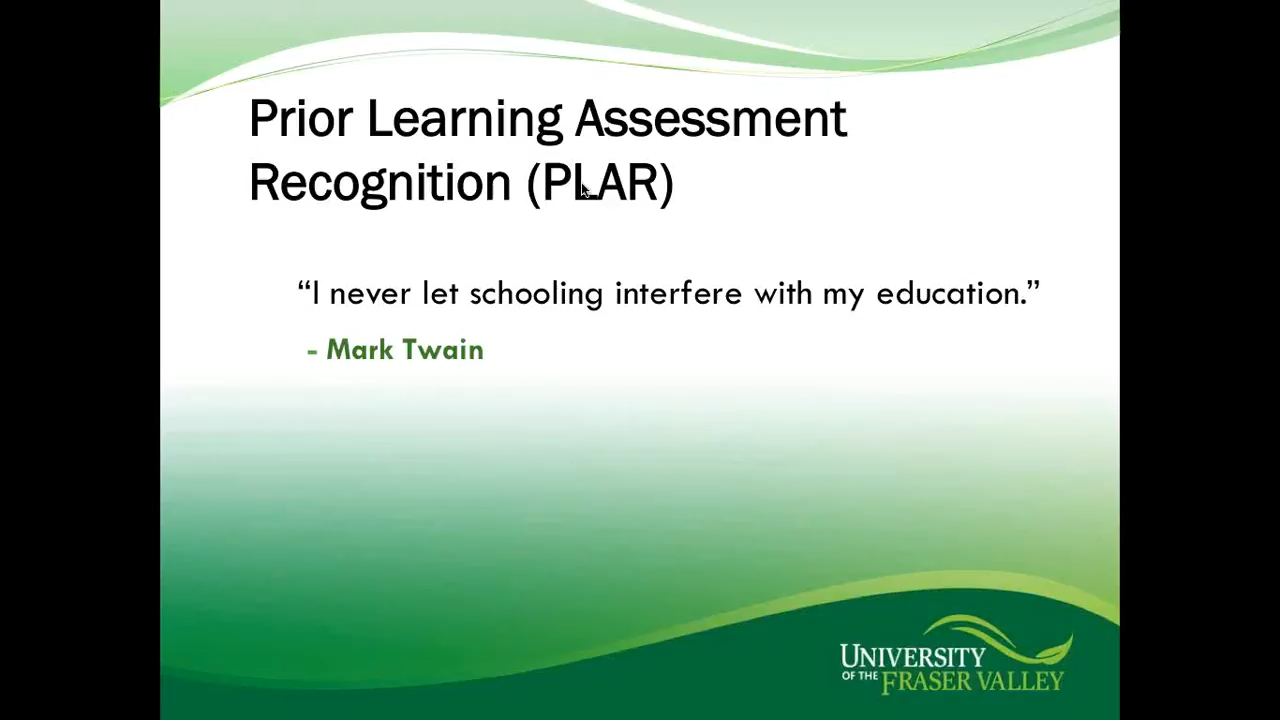 Prior Learning Assessment
Recognition (PLAR)
“I never let schooling interfere with my education.”
- Mark Twain
UNIVERSITY
OF THE FRASER VALLEY